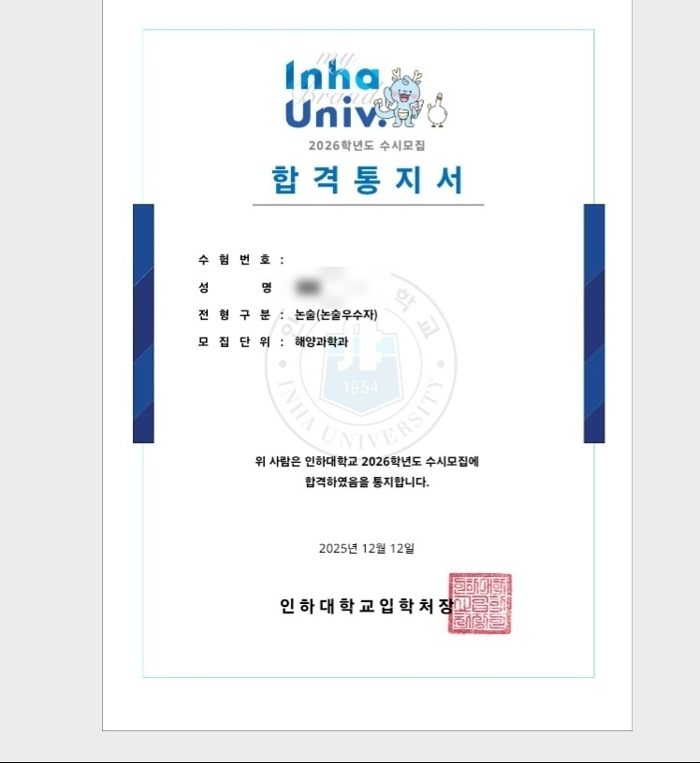 my
Brand
Inha
Univ.
2026학년도 수시모집
합격통지서
수 험 번 호 :
성 명
전 형 구 분 : 논술(논술우수자)
모 집 단 위 : 해양과학과
1954
INHA UNIVERSITY
위 사람은 인하대학교 2026학년도 수시모집에
합격하였음을 통지합니다.
2025년 12월 12일
인하대학교입학처장